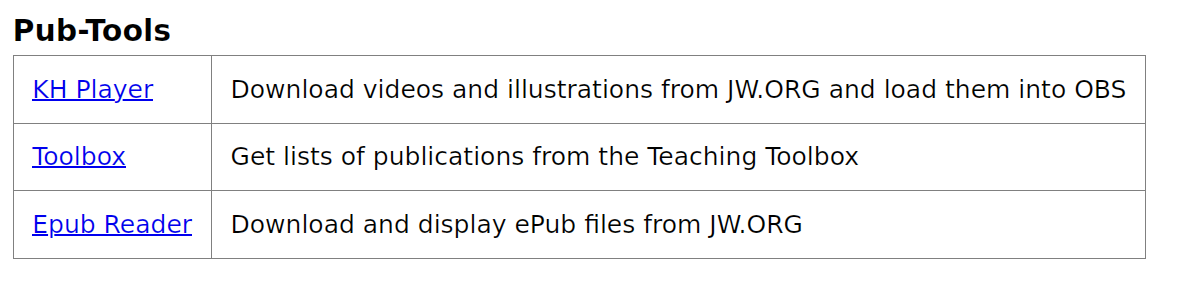 Pub-Tools
KH Player Download videos and illustrations from JW.ORG and load them into OBS
Toolbox Get lists of publications from the Teaching Toolbox
Epub Reader Download and display ePub files from JW.ORG